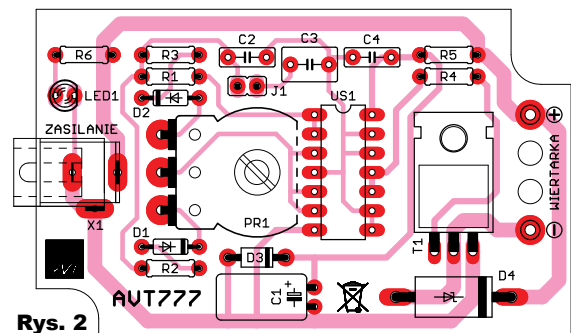 C2 C3 C4
R6 R3 R5
R1 R4
LED1 J1
D2 US1
ZASILANIE
+
WIERTARKA
PR1
X1
-
D1 T1
D3
R2 D4
AVT777 C1 +
Rys. 2